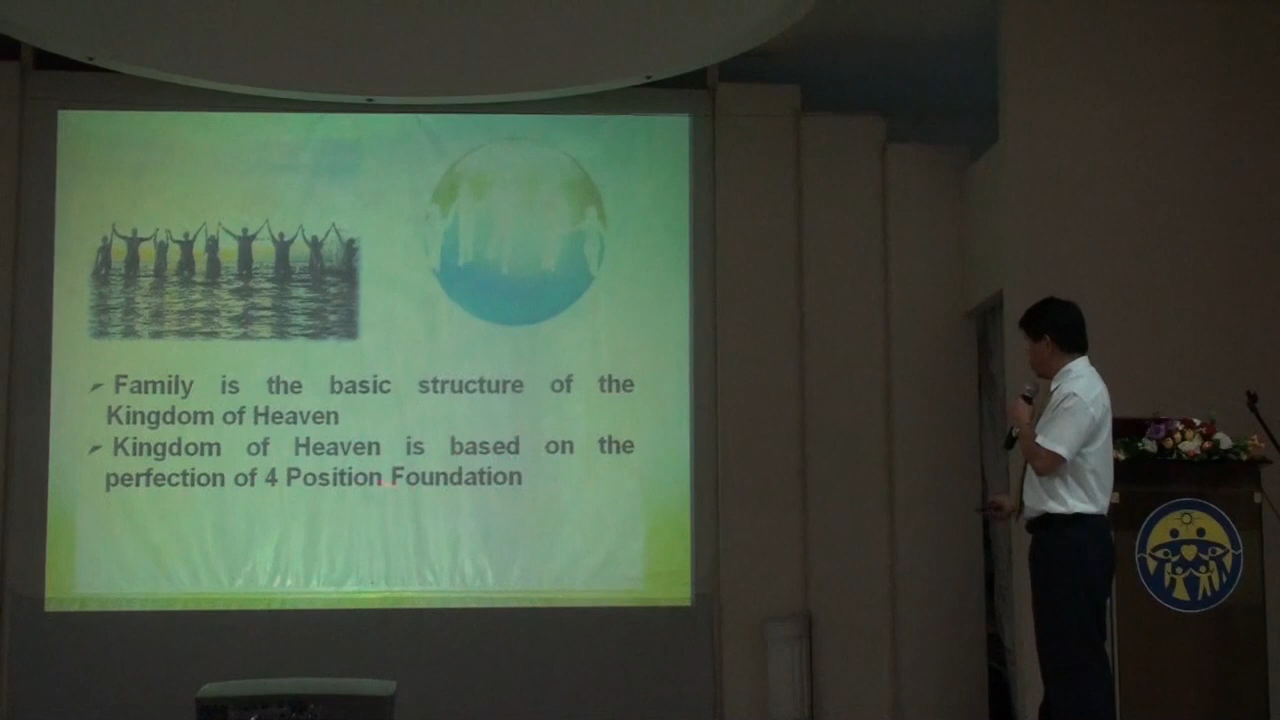 Family is the basic structure of the
Kingdom of Heaven
Kingdom of Heaven is based on the
perfection of 4 Position Foundation